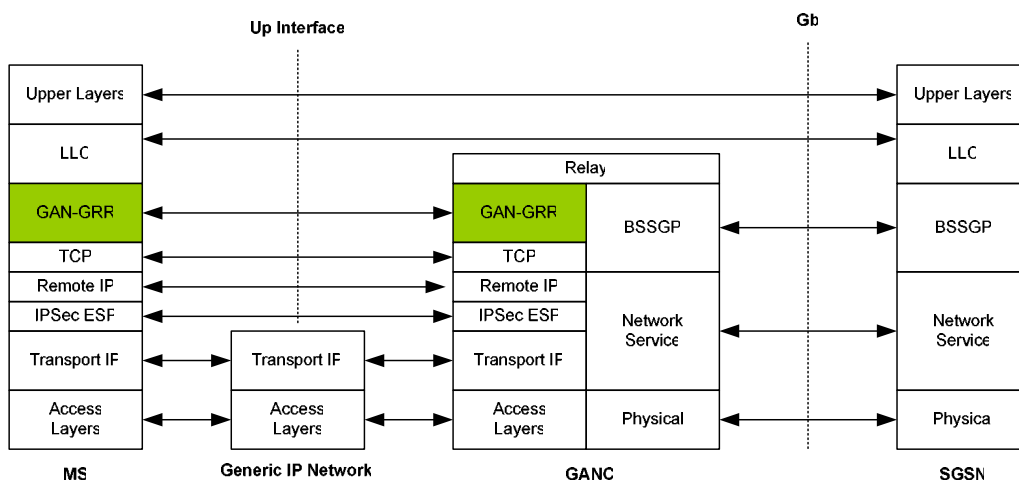 Up Interface
Gb
Upper Layers
Upper Layers
LLC
LLC
Relay
GAN-GRR
GAN-GRR
BSSGP
BSSGP
TCP
TCP
Remote IP
Remote IP
IPSec ESP
IPSec ESP
Network
Service
Network
Service
Transport IP
Transport IP
Transport IP
Access
Layers
Access
Layers
Access
Layers
Physical
Physica
MS
Generic IP Network
GANC
SGSN